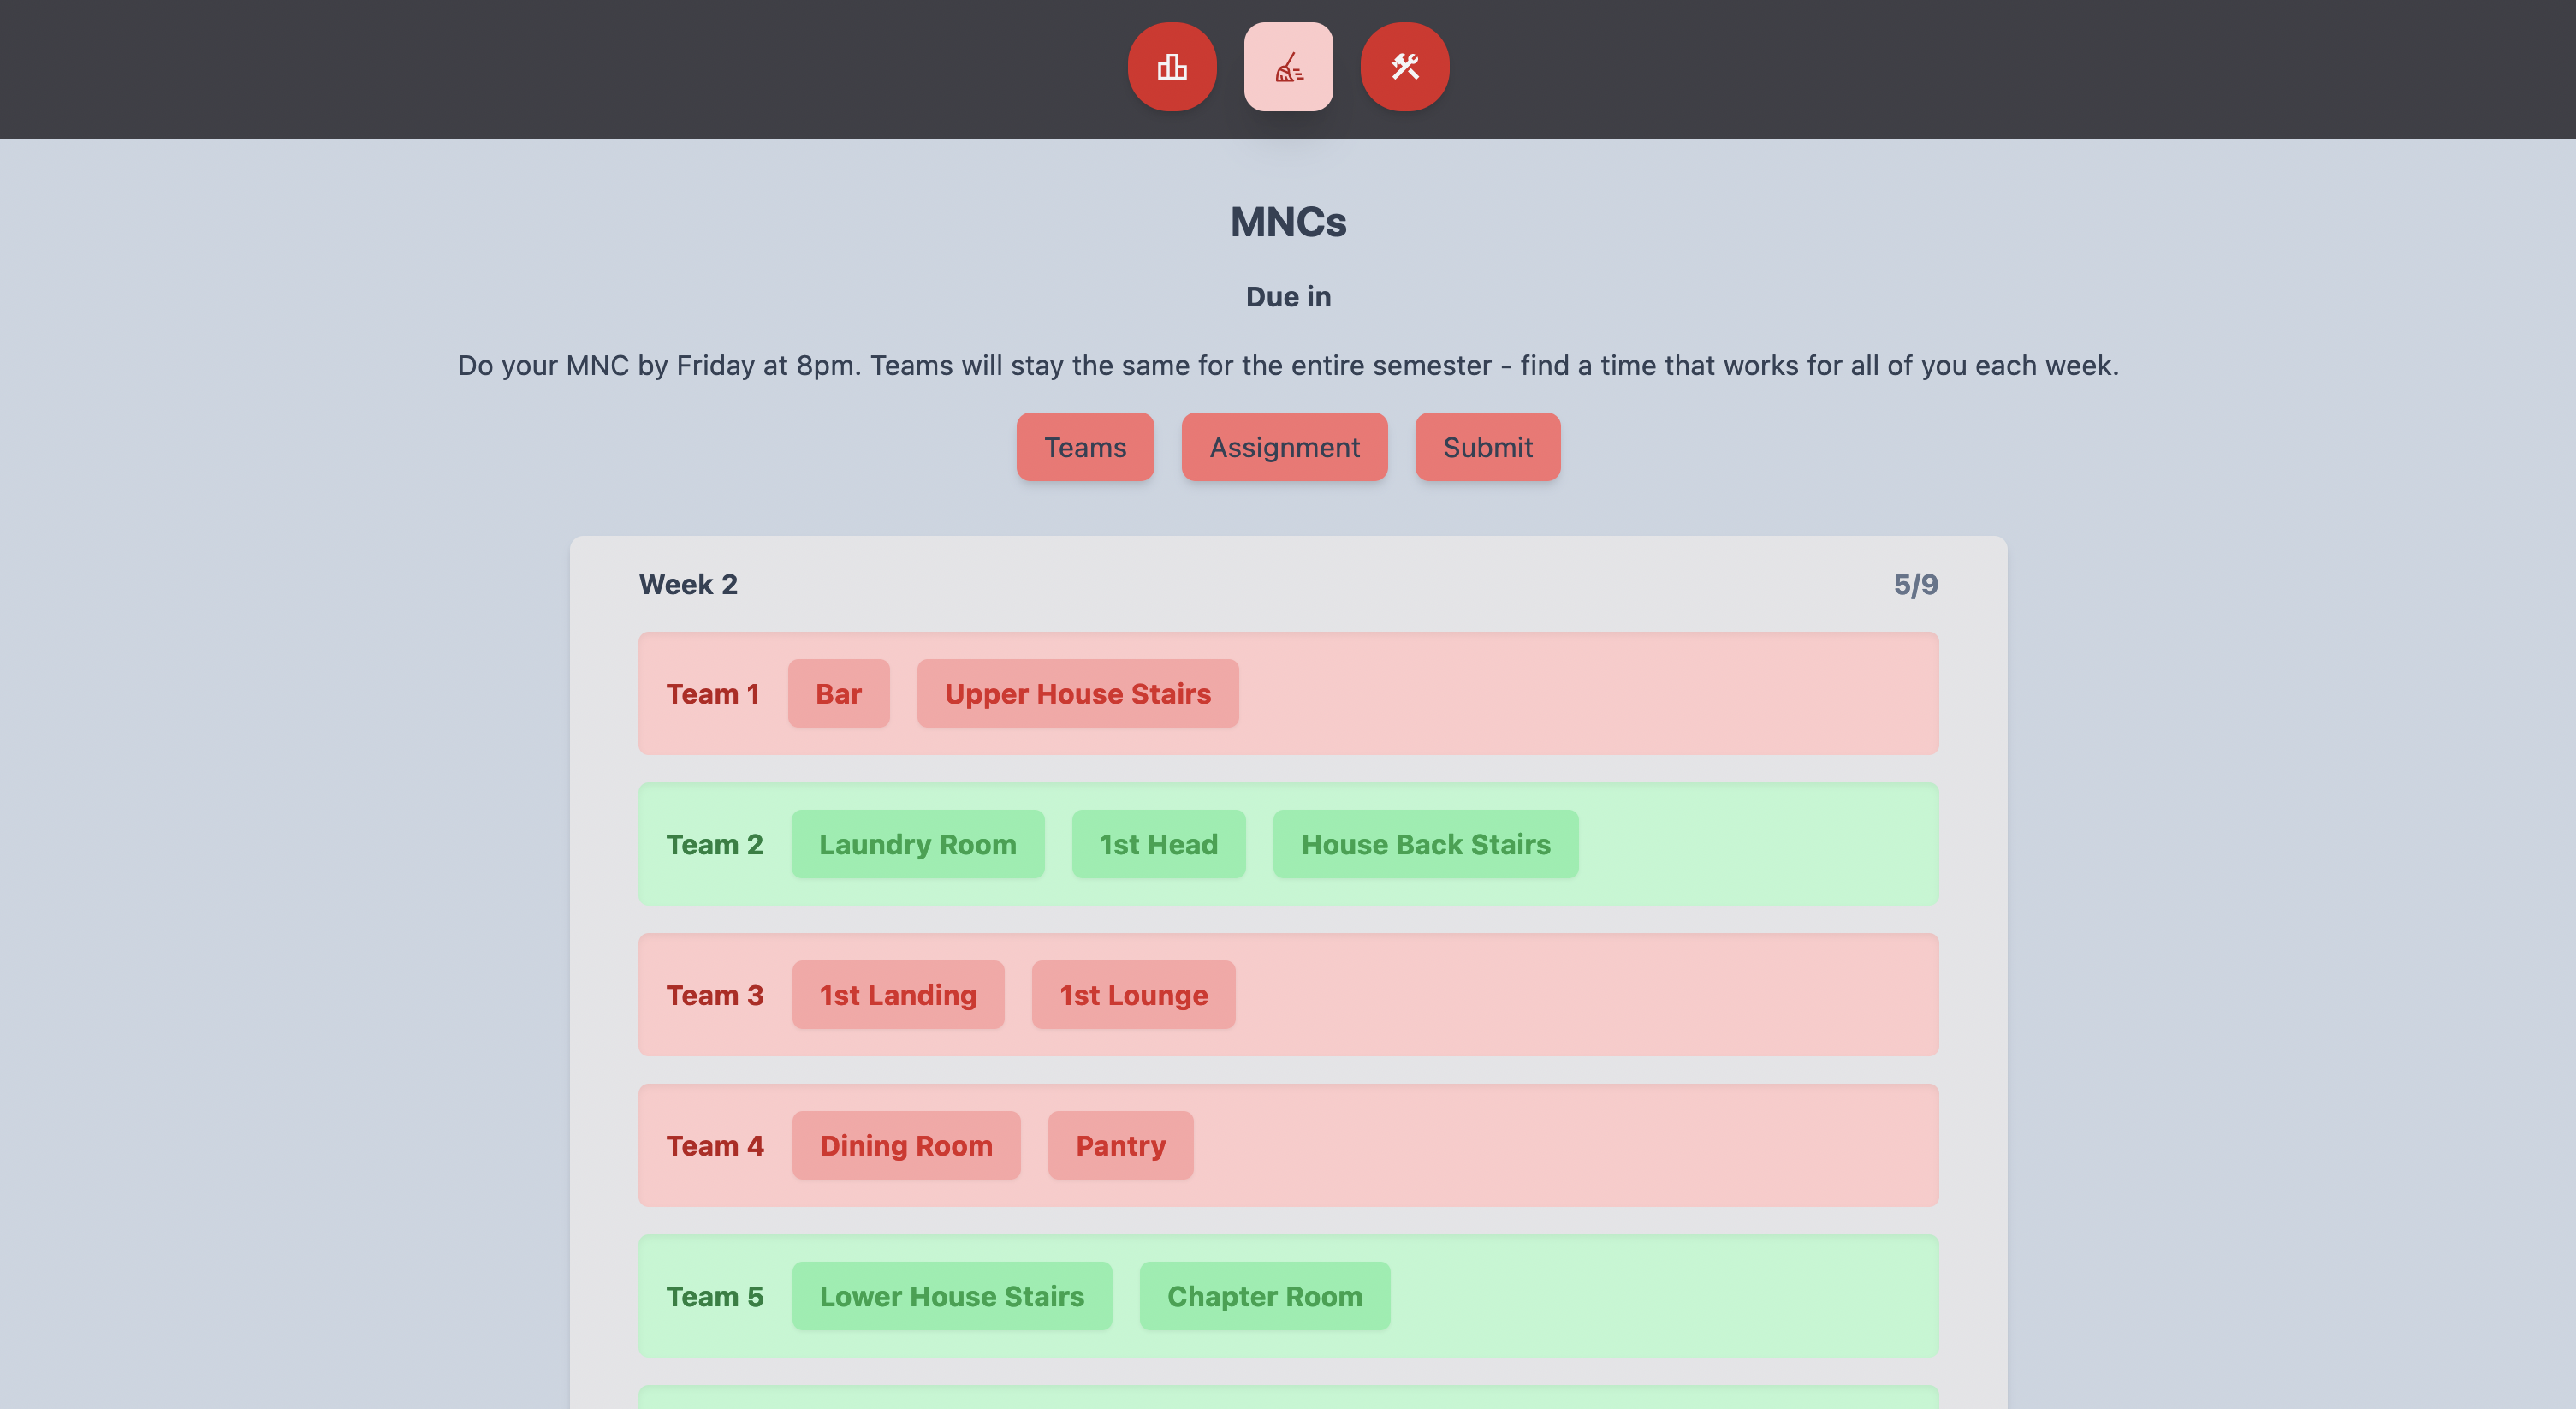 MNCs
Due in
Do your MNC by Friday at 8pm. Teams will stay the same for the entire semester - find a time that works for all of you each week.
Teams Assignment Submit
Week 2 5/9
Team 1 Bar Upper House Stairs
Team 2 Laundry Room 1st Head House Back Stairs
Team 3 1st Landing 1st Lounge
Team 4 Dining Room Pantry
Team 5 Lower House Stairs Chapter Room